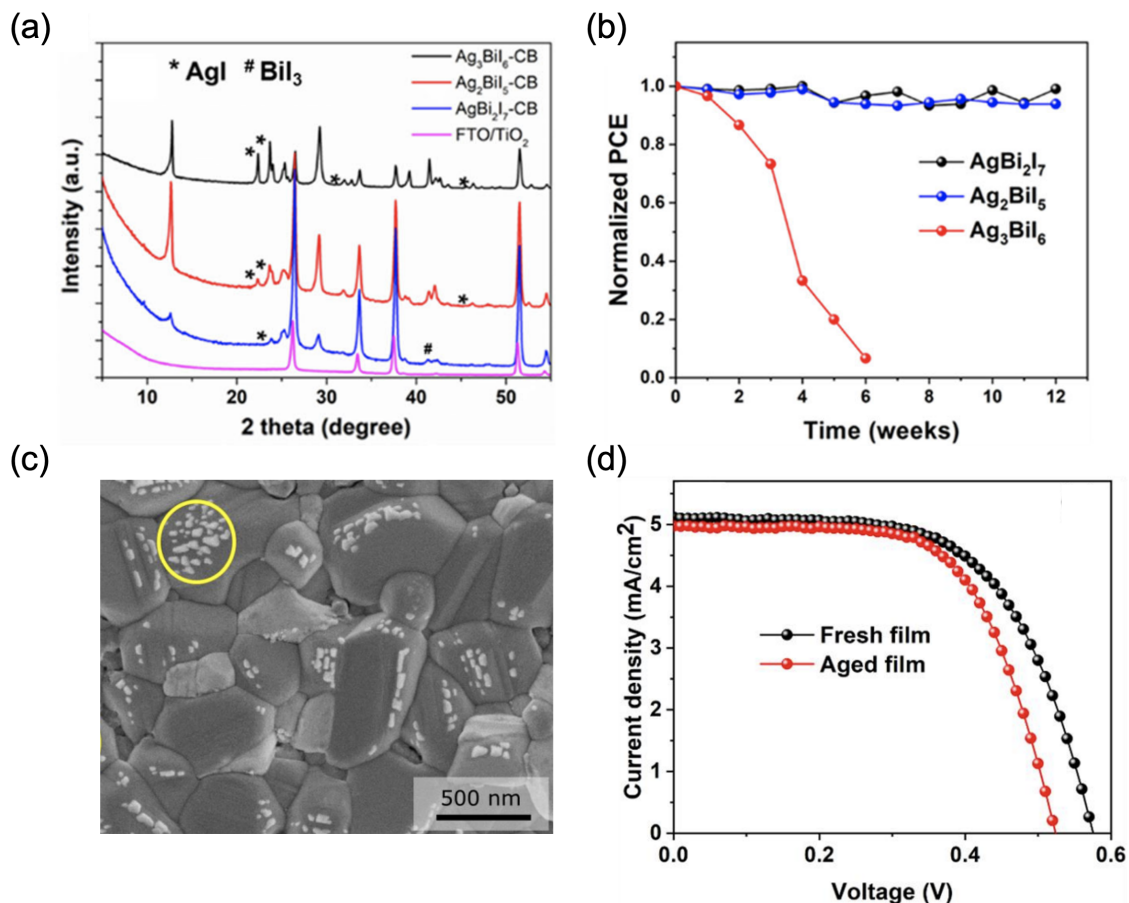 (a)
* AgI # BiI₃
Ag₃BiI₆-CB
Ag₂BiI₅-CB
AgBi₂I₇-CB
FTO/TiO₂
*
*
*
*
*
*
*
*
#
Intensity (a.u.)
10 20 30 40 50
2 theta (degree)
(b)
1.0
0.8
0.6
0.4
0.2
0.0
Normalized PCE
AgBi₂I₇
Ag₂BiI₅
Ag₃BiI₆
0 2 4 6 8 10 12
Time (weeks)
(c)
500 nm
(d)
5
4
3
2
1
0
Current density (mA/cm²)
Fresh film
Aged film
0.0 0.2 0.4 0.6
Voltage (V)